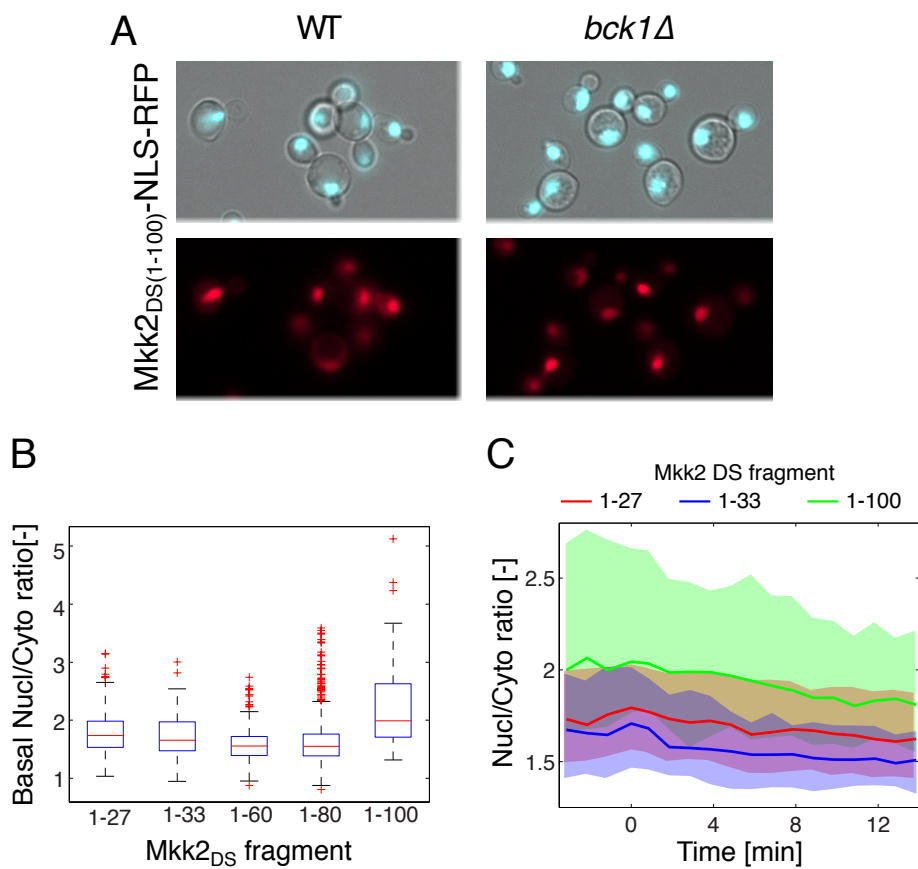 A
WT
bck1Δ
Mkk2DS(1-100)-NLS-RFP
B
Basal Nucl/Cyto ratio[-]
5
4
3
2
1
1-27 1-33 1-60 1-80 1-100
Mkk2DS fragment
C
Mkk2 DS fragment
1-27 1-33 1-100
Nucl/Cyto ratio [-]
2.5
2
1.5
0 4 8 12
Time [min]